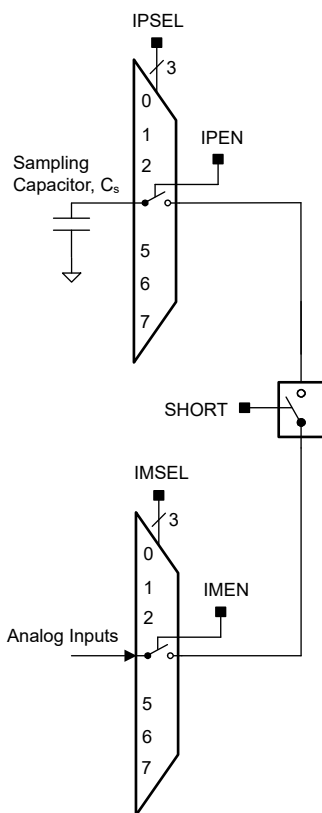 IPSEL
3
0
1
2
IPEN
Sampling
Capacitor, Cs
5
6
7
SHORT
IMSEL
3
0
1
2
IMEN
Analog Inputs
5
6
7